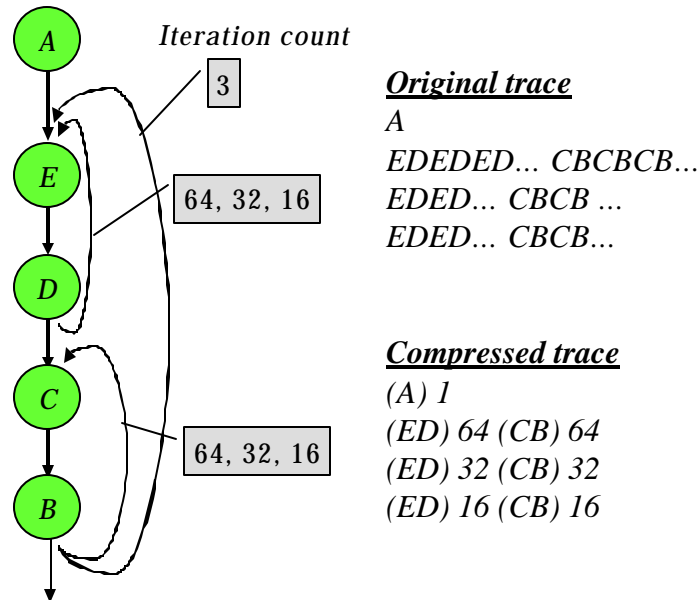 A
Iteration count
3
E
64, 32, 16
D
C
64, 32, 16
B
Original trace
A
EDEDED... CBCBCB...
EDED... CBCB ...
EDED... CBCB...
Compressed trace
(A) 1
(ED) 64 (CB) 64
(ED) 32 (CB) 32
(ED) 16 (CB) 16